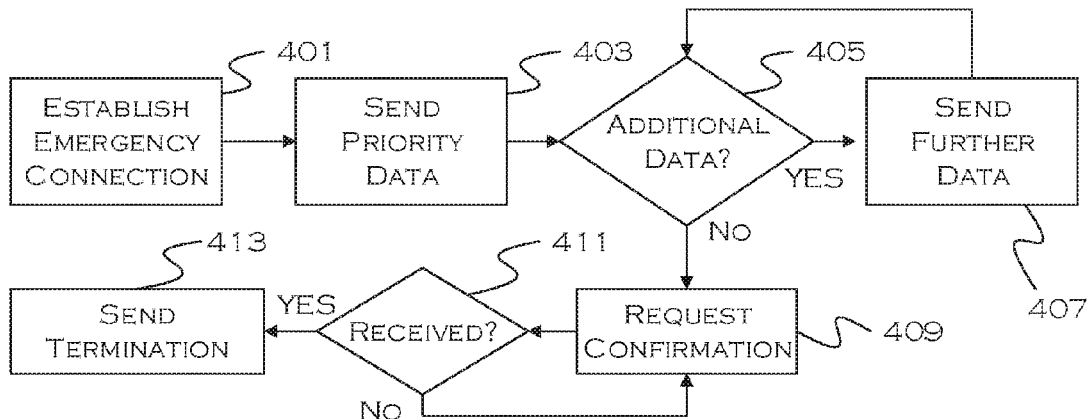 401
ESTABLISH
EMERGENCY
CONNECTION
403
SEND
PRIORITY
DATA
405
ADDITIONAL
DATA?
YES
SEND
FURTHER
DATA
407
NO
413
SEND
TERMINATION
YES
411
RECEIVED?
NO
REQUEST
CONFIRMATION
409